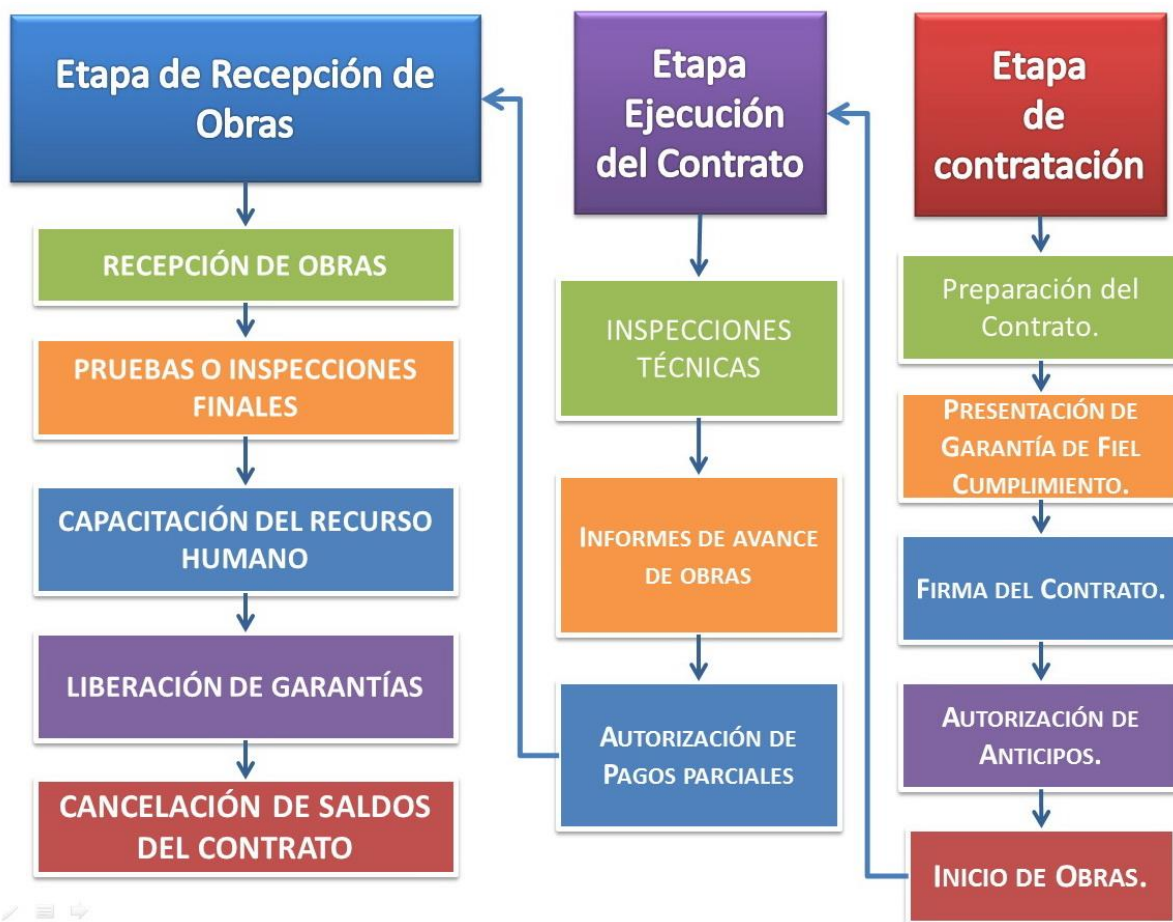 Etapa de Recepción de
Obras
RECEPCIÓN DE OBRAS
PRUEBAS O INSPECCIONES
FINALES
CAPACITACIÓN DEL RECURSO
HUMANO
LIBERACIÓN DE GARANTÍAS
CANCELACIÓN DE SALDOS
DEL CONTRATO
Etapa
Ejecución
del Contrato
INSPECCIONES
TÉCNICAS
INFORMES DE AVANCE
DE OBRAS
AUTORIZACIÓN DE
PAGOS PARCIALES
Etapa
de
contratación
Preparación del
Contrato.
PRESENTACIÓN DE
GARANTÍA DE FIEL
CUMPLIMIENTO.
FIRMA DEL CONTRATO.
AUTORIZACIÓN DE
ANTICIPOS.
INICIO DE OBRAS.